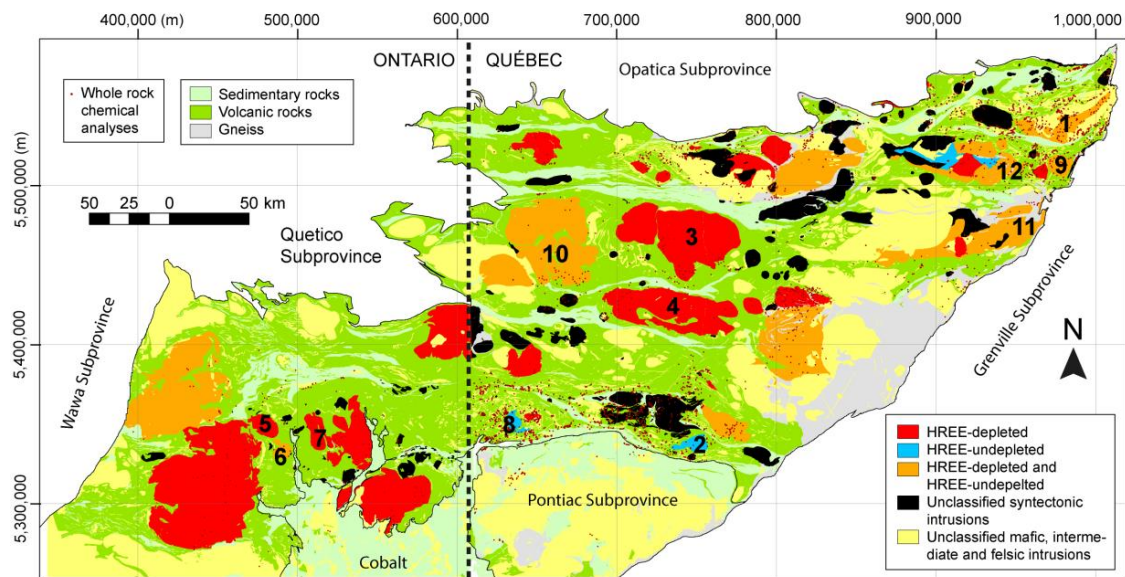 400,000 (m) 500,000 600,000 700,000 800,000 900,000 1,000,000
ONTARIO QUÉBEC
Opatica Subprovince
Whole rock
chemical
analyses
Sedimentary rocks
Volcanic rocks
Gneiss
5,500,000 (m)
5,400,000
5,300,000
50 25 0 50 km
Quetico
Subprovince
Wawa Subprovince
Grenville Subprovince
N
1
9
12
11
3
10
4
5
6
7
8
2
Pontiac Subprovince
Cobalt
HREE-depleted
HREE-undepleted
HREE-depleted and
HREE-undepelted
Unclassified syntectonic
intrusions
Unclassified mafic, interme-
diate and felsic intrusions